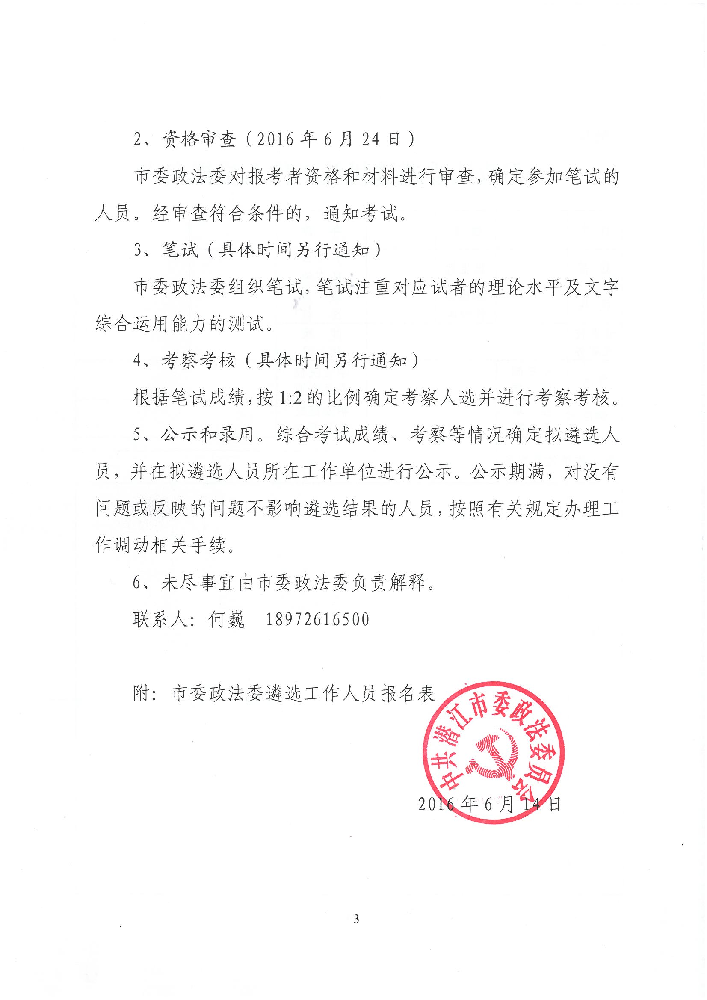 2、资格审查（2016 年 6 月 24 日）
市委政法委对报考者资格和材料进行审查，确定参加笔试的
人员。经审查符合条件的，通知考试。
3、笔试（具体时间另行通知）
市委政法委组织笔试，笔试注重对应试者的理论水平及文字
综合运用能力的测试。
4、考察考核（具体时间另行通知）
根据笔试成绩，按 1:2 的比例确定考察人选并进行考察考核。
5、公示和录用。综合考试成绩、考察等情况确定拟遴选人
员，并在拟遴选人员所在工作单位进行公示。公示期满，对没有
问题或反映的问题不影响遴选结果的人员，按照有关规定办理工
作调动相关手续。
6、未尽事宜由市委政法委负责解释。
联系人：何巍　18972616500
附：市委政法委遴选工作人员报名表
中共潜江市委政法委员会
2016 年 6 月 14 日
3